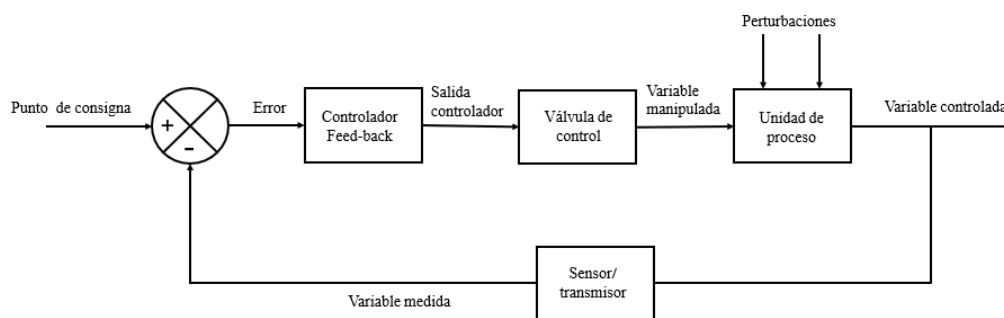 Perturbaciones
Punto de consigna
+
-
Error
Controlador
Feed-back
Salida
controlador
Válvula de
control
Variable
manipulada
Unidad de
proceso
Variable controlada
Sensor/
transmisor
Variable medida